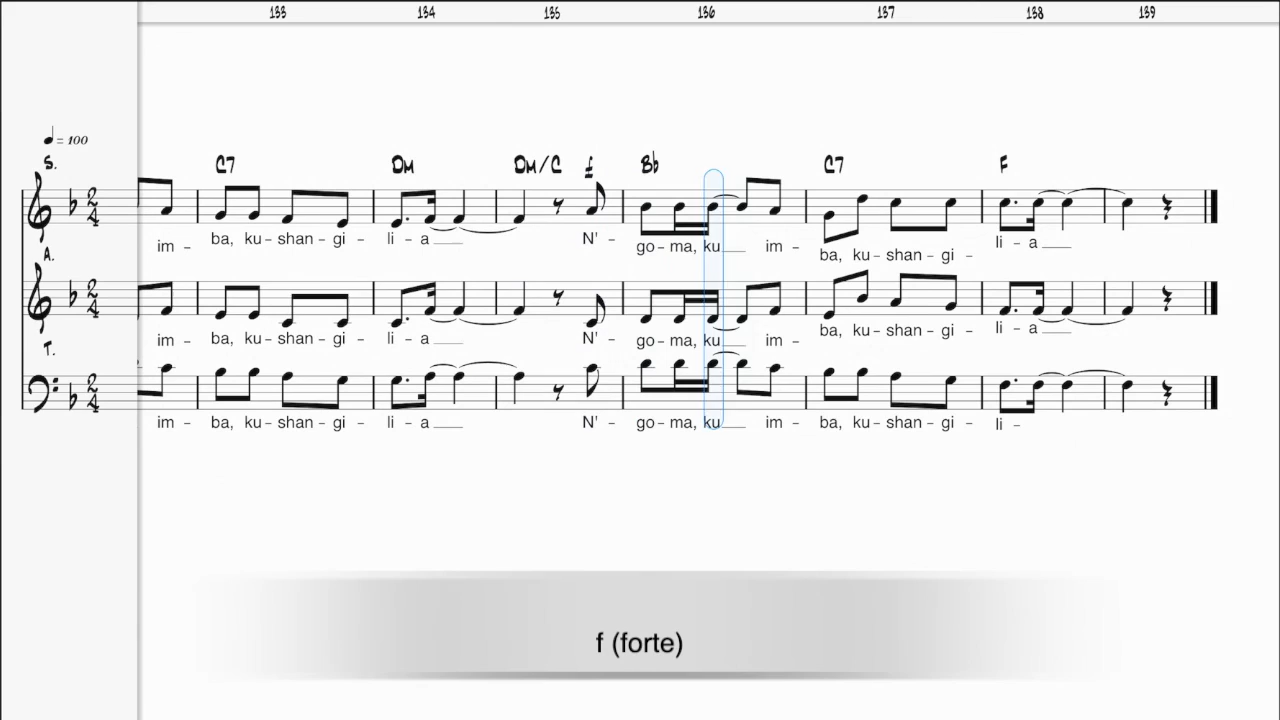 133 134 135 136 137 138 139
= 100
S. C7 Dm Dm/C f Bb C7 F
im - ba, ku - shan - gi - li - a N' - go - ma, ku im - ba, ku - shan - gi - li - a
A.
im - ba, ku - shan - gi - li - a N' - go - ma, ku im - ba, ku - shan - gi - li - a
T.
im - ba, ku - shan - gi - li - a N' - go - ma, ku im - ba, ku - shan - gi - li -
f (forte)